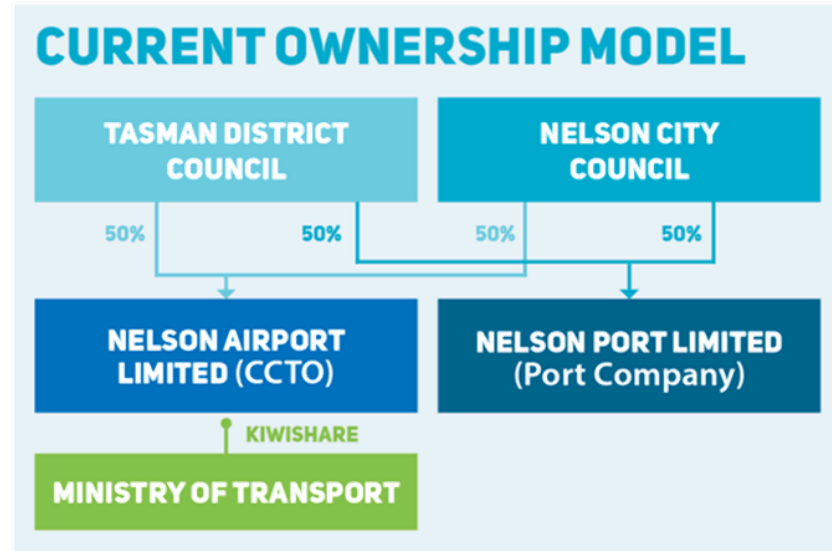 CURRENT OWNERSHIP MODEL
TASMAN DISTRICT
COUNCIL
NELSON CITY
COUNCIL
50%
50%
50%
50%
NELSON AIRPORT
LIMITED (CCTO)
NELSON PORT LIMITED
(Port Company)
KIWISHARE
MINISTRY OF TRANSPORT